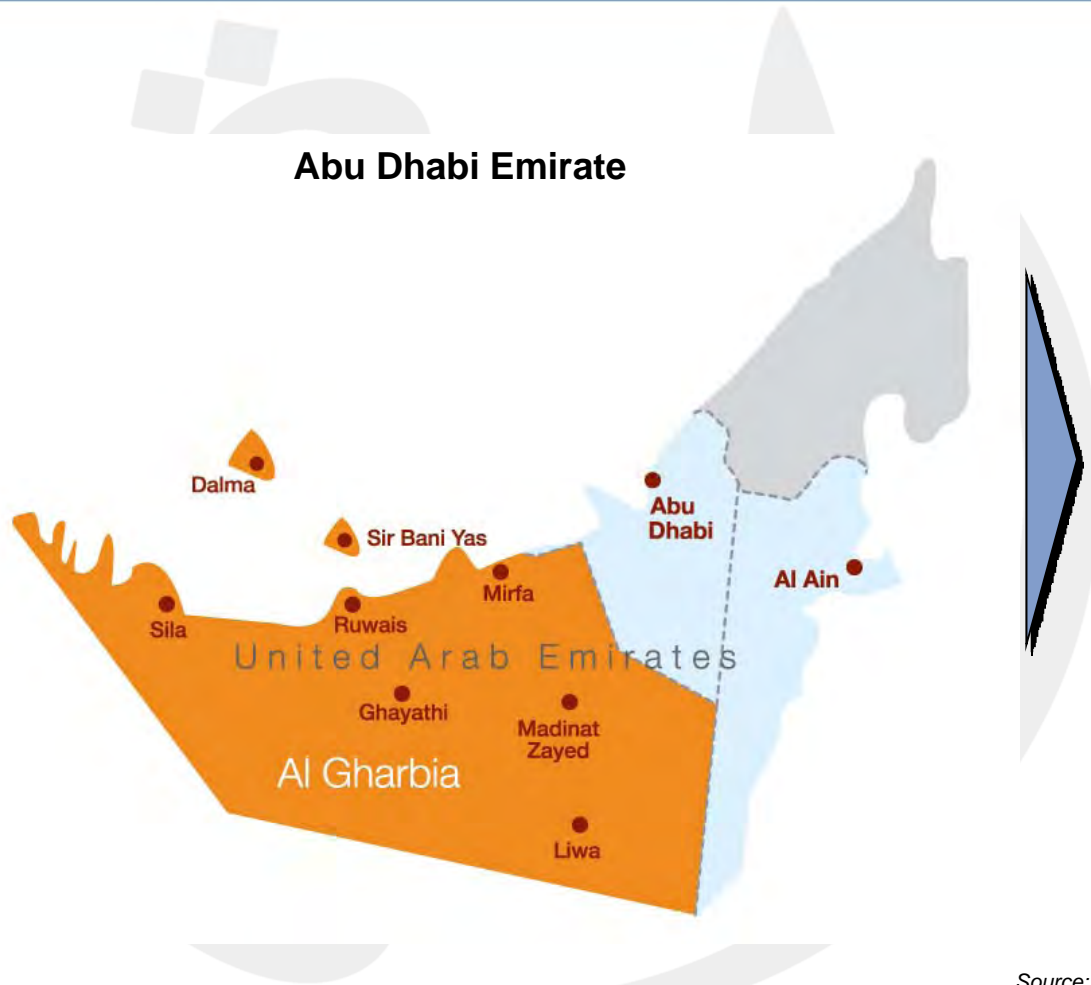 Abu Dhabi Emirate
Dalma
Sir Bani Yas
Abu
Dhabi
Al Ain
Mirfa
Sila
Ruwais
United Arab Emirates
Ghayathi
Madinat
Zayed
Al Gharbia
Liwa
Source: